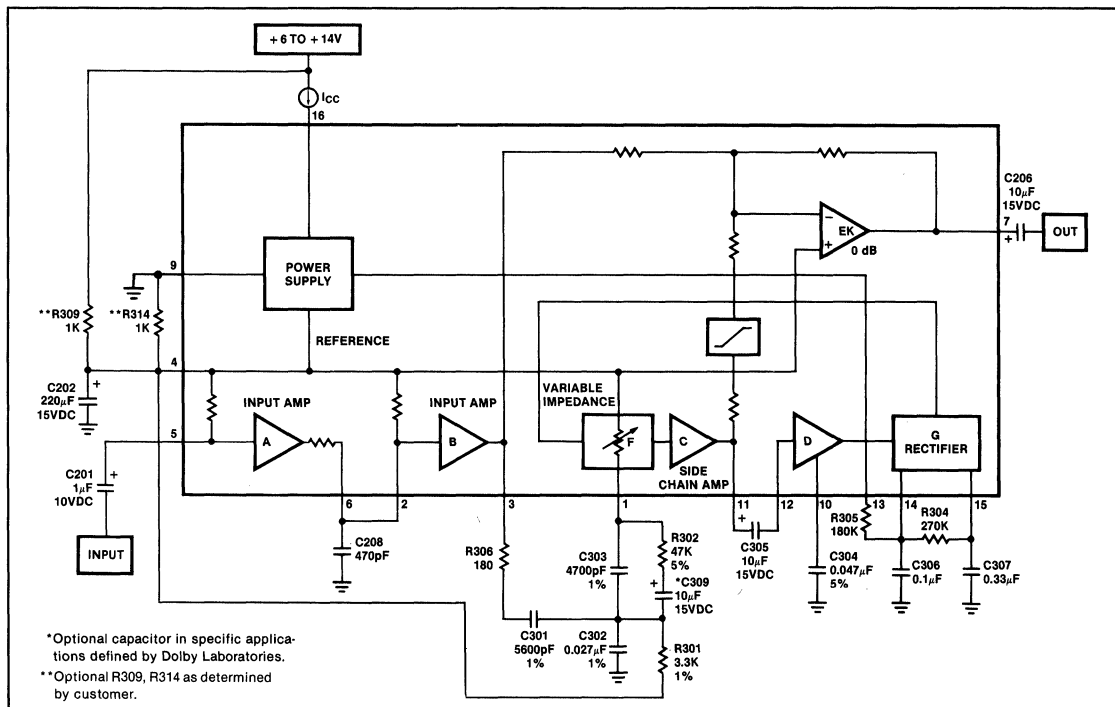 + 6 TO + 14V
ICC
16
C206
10µF
15VDC
7
+
OUT
−
EK
+
0 dB
POWER
SUPPLY
9
**R309
1K
**R314
1K
REFERENCE
4
C202
220µF
15VDC
+
INPUT AMP
A
5
INPUT AMP
B
VARIABLE
IMPEDANCE
F
C
SIDE
CHAIN AMP
D
G
RECTIFIER
C201
1µF
10VDC
+
INPUT
6
2
3
1
11
12
10
13
14
15
C208
470pF
R306
180
C303
4700pF
1%
R302
47K
5%
+
*C309
10µF
15VDC
+
C305
10µF
15VDC
R305
180K
R304
270K
C304
0.047µF
5%
C306
0.1µF
C307
0.33µF
C301
5600pF
1%
C302
0.027µF
1%
R301
3.3K
1%
*Optional capacitor in specific applica-
tions defined by Dolby Laboratories.
**Optional R309, R314 as determined
by customer.